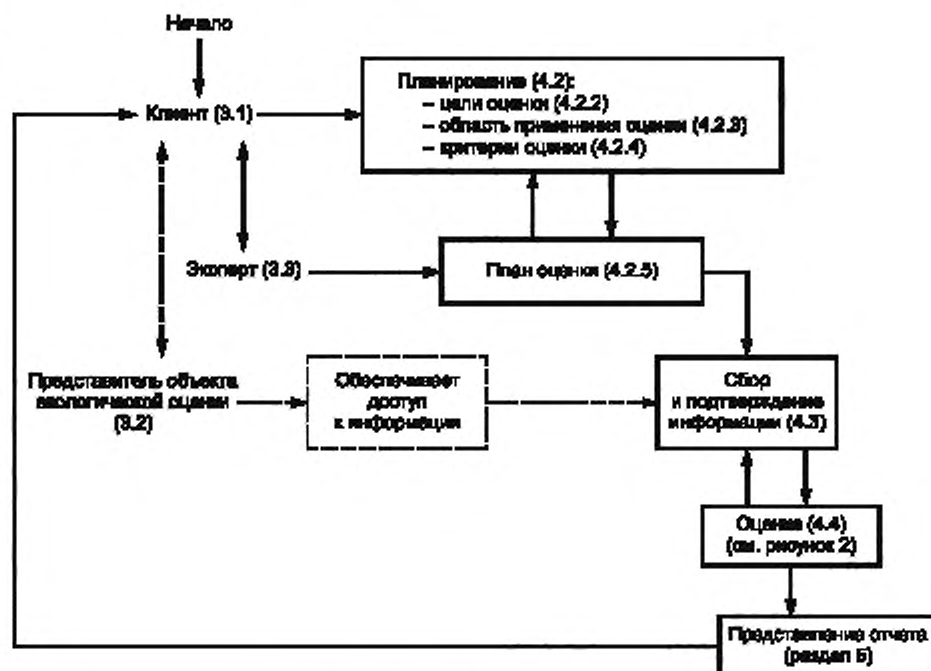 Начало
Клиент (3.1)
Планирование (4.2):
– цели оценки (4.2.2)
– область применения оценки (4.2.3)
– критерии оценки (4.2.4)
Эксперт (3.3)
План оценки (4.2.5)
Представитель объекта
экологической оценки
(3.2)
Обеспечивает
доступ
к информации
Сбор
и подтверждение
информации (4.3)
Оценка (4.4)
(см. рисунок 2)
Представление отчета
(раздел 5)